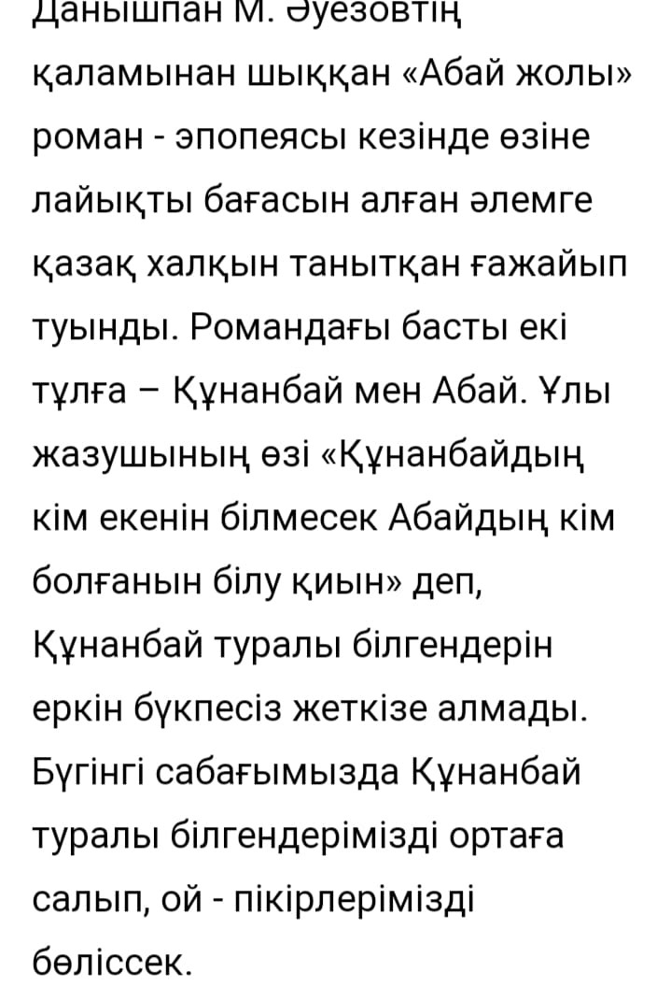 Данышпан М. Әуезовтің
қаламынан шыққан «Абай жолы»
роман - эпопеясы кезінде өзіне
лайықты бағасын алған әлемге
қазақ халқын танытқан ғажайып
туынды. Романдағы басты екі
тұлға – Құнанбай мен Абай. Ұлы
жазушының өзі «Құнанбайдың
кім екенін білмесек Абайдың кім
болғанын білу қиын» деп,
Құнанбай туралы білгендерін
еркін бүкпесіз жеткізе алмады.
Бүгінгі сабағымызда Құнанбай
туралы білгендерімізді ортаға
салып, ой - пікірлерімізді
бөліссек.